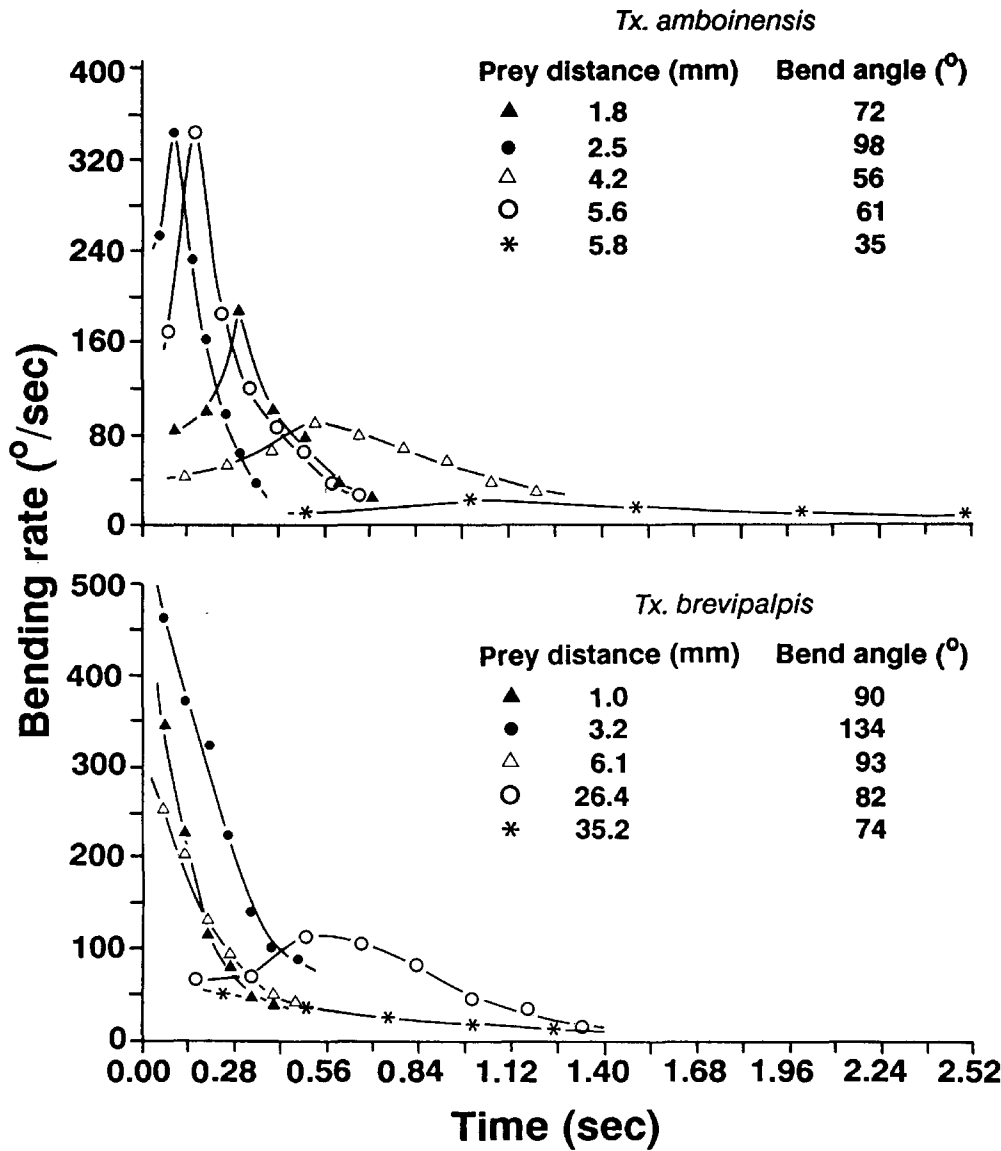 Tx. amboinensis
Prey distance (mm) Bend angle (°)
▲ 1.8 72
● 2.5 98
△ 4.2 56
○ 5.6 61
* 5.8 35
400
320
240
160
80
0
Bending rate (°/sec)
Tx. brevipalpis
Prey distance (mm) Bend angle (°)
▲ 1.0 90
● 3.2 134
△ 6.1 93
○ 26.4 82
* 35.2 74
500
400
300
200
100
0
0.00 0.28 0.56 0.84 1.12 1.40 1.68 1.96 2.24 2.52
Time (sec)